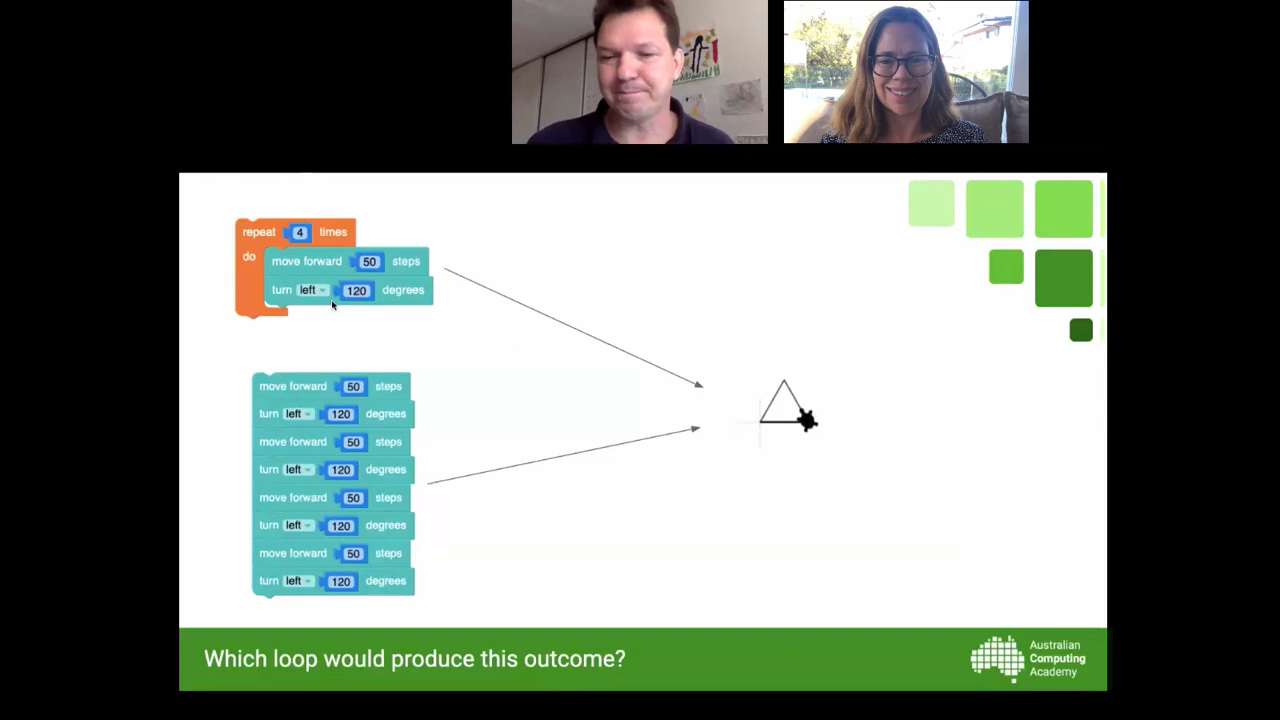 repeat 4 times
do
move forward 50 steps
turn left 120 degrees
move forward 50 steps
turn left 120 degrees
move forward 50 steps
turn left 120 degrees
move forward 50 steps
turn left 120 degrees
move forward 50 steps
turn left 120 degrees
Which loop would produce this outcome?
Australian
Computing
Academy